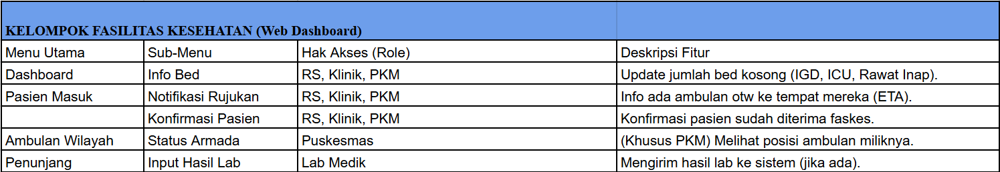 KELOMPOK FASILITAS KESEHATAN (Web Dashboard)
Menu Utama Sub-Menu Hak Akses (Role) Deskripsi Fitur
Dashboard Info Bed RS, Klinik, PKM Update jumlah bed kosong (IGD, ICU, Rawat Inap).
Pasien Masuk Notifikasi Rujukan RS, Klinik, PKM Info ada ambulan otw ke tempat mereka (ETA).
Konfirmasi Pasien RS, Klinik, PKM Konfirmasi pasien sudah diterima faskes.
Ambulan Wilayah Status Armada Puskesmas (Khusus PKM) Melihat posisi ambulan miliknya.
Penunjang Input Hasil Lab Lab Medik Mengirim hasil lab ke sistem (jika ada).